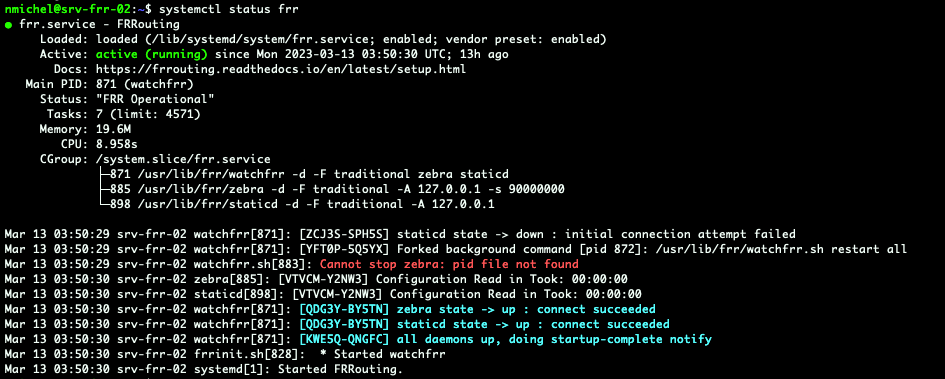 nmichel@srv-frr-02:~$ systemctl status frr
● frr.service - FRRouting
     Loaded: loaded (/lib/systemd/system/frr.service; enabled; vendor preset: enabled)
     Active: active (running) since Mon 2023-03-13 03:50:30 UTC; 13h ago
       Docs: https://frrouting.readthedocs.io/en/latest/setup.html
   Main PID: 871 (watchfrr)
     Status: "FRR Operational"
      Tasks: 7 (limit: 4571)
     Memory: 19.6M
        CPU: 8.958s
     CGroup: /system.slice/frr.service
             ├─871 /usr/lib/frr/watchfrr -d -F traditional zebra staticd
             ├─885 /usr/lib/frr/zebra -d -F traditional -A 127.0.0.1 -s 90000000
             └─898 /usr/lib/frr/staticd -d -F traditional -A 127.0.0.1
Mar 13 03:50:29 srv-frr-02 watchfrr[871]: [ZCJ3S-SPH5S] staticd state -> down : initial connection attempt failed
Mar 13 03:50:29 srv-frr-02 watchfrr[871]: [YFT0P-5Q5YX] Forked background command [pid 872]: /usr/lib/frr/watchfrr.sh restart all
Mar 13 03:50:29 srv-frr-02 watchfrr.sh[883]: Cannot stop zebra: pid file not found
Mar 13 03:50:30 srv-frr-02 zebra[885]: [VTVCM-Y2NW3] Configuration Read in Took: 00:00:00
Mar 13 03:50:30 srv-frr-02 staticd[898]: [VTVCM-Y2NW3] Configuration Read in Took: 00:00:00
Mar 13 03:50:30 srv-frr-02 watchfrr[871]: [QDG3Y-BY5TN] zebra state -> up : connect succeeded
Mar 13 03:50:30 srv-frr-02 watchfrr[871]: [QDG3Y-BY5TN] staticd state -> up : connect succeeded
Mar 13 03:50:30 srv-frr-02 watchfrr[871]: [KWE5Q-QNGFC] all daemons up, doing startup-complete notify
Mar 13 03:50:30 srv-frr-02 frrinit.sh[828]:  * Started watchfrr
Mar 13 03:50:30 srv-frr-02 systemd[1]: Started FRRouting.